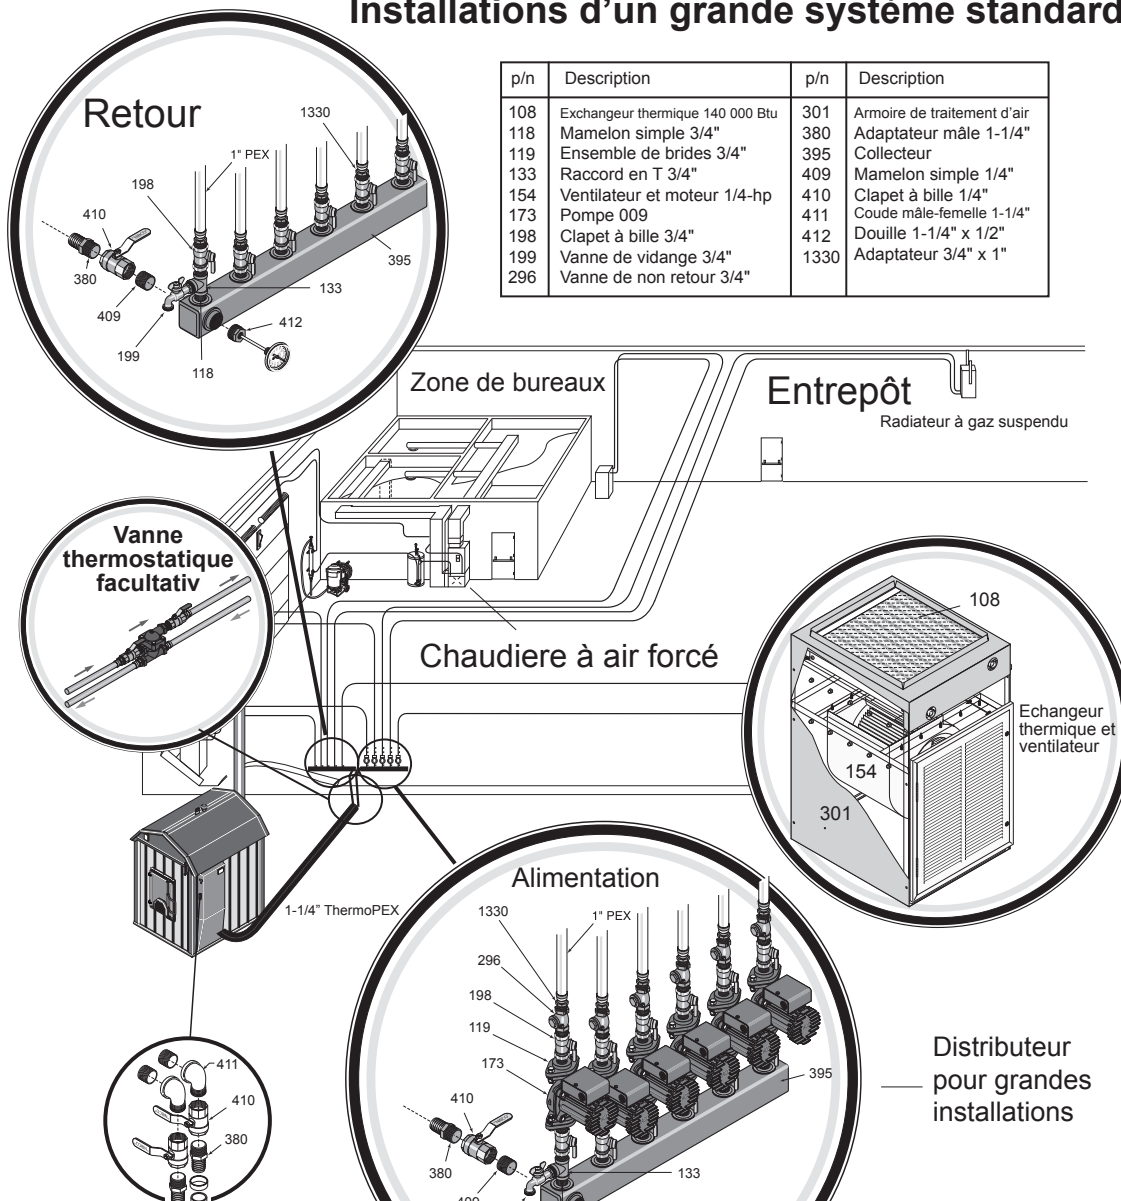 Installations d'un grande système standard
p/n Description p/n Description
108 Exchangeur thermique 140 000 Btu 301 Armoire de traitement d'air
118 Mamelon simple 3/4" 380 Adaptateur mâle 1-1/4"
119 Ensemble de brides 3/4" 395 Collecteur
133 Raccord en T 3/4" 409 Mamelon simple 1/4"
154 Ventilateur et moteur 1/4-hp 410 Clapet à bille 1/4"
173 Pompe 009 411 Coude mâle-femelle 1-1/4"
198 Clapet à bille 3/4" 412 Douille 1-1/4" x 1/2"
199 Vanne de vidange 3/4" 1330 Adaptateur 3/4" x 1"
296 Vanne de non retour 3/4"
Retour
1330
1" PEX
198
410
380
395
409
133
412
199
118
Zone de bureaux
Entrepôt
Radiateur à gaz suspendu
Vanne
thermostatique
facultativ
Chaudiere à air forcé
108
Echangeur
thermique et
ventilateur
154
301
1-1/4" ThermoPEX
Alimentation
1330
1" PEX
296
198
119
173
410
395
380
133
409
411
410
380
Distributeur
pour grandes
installations